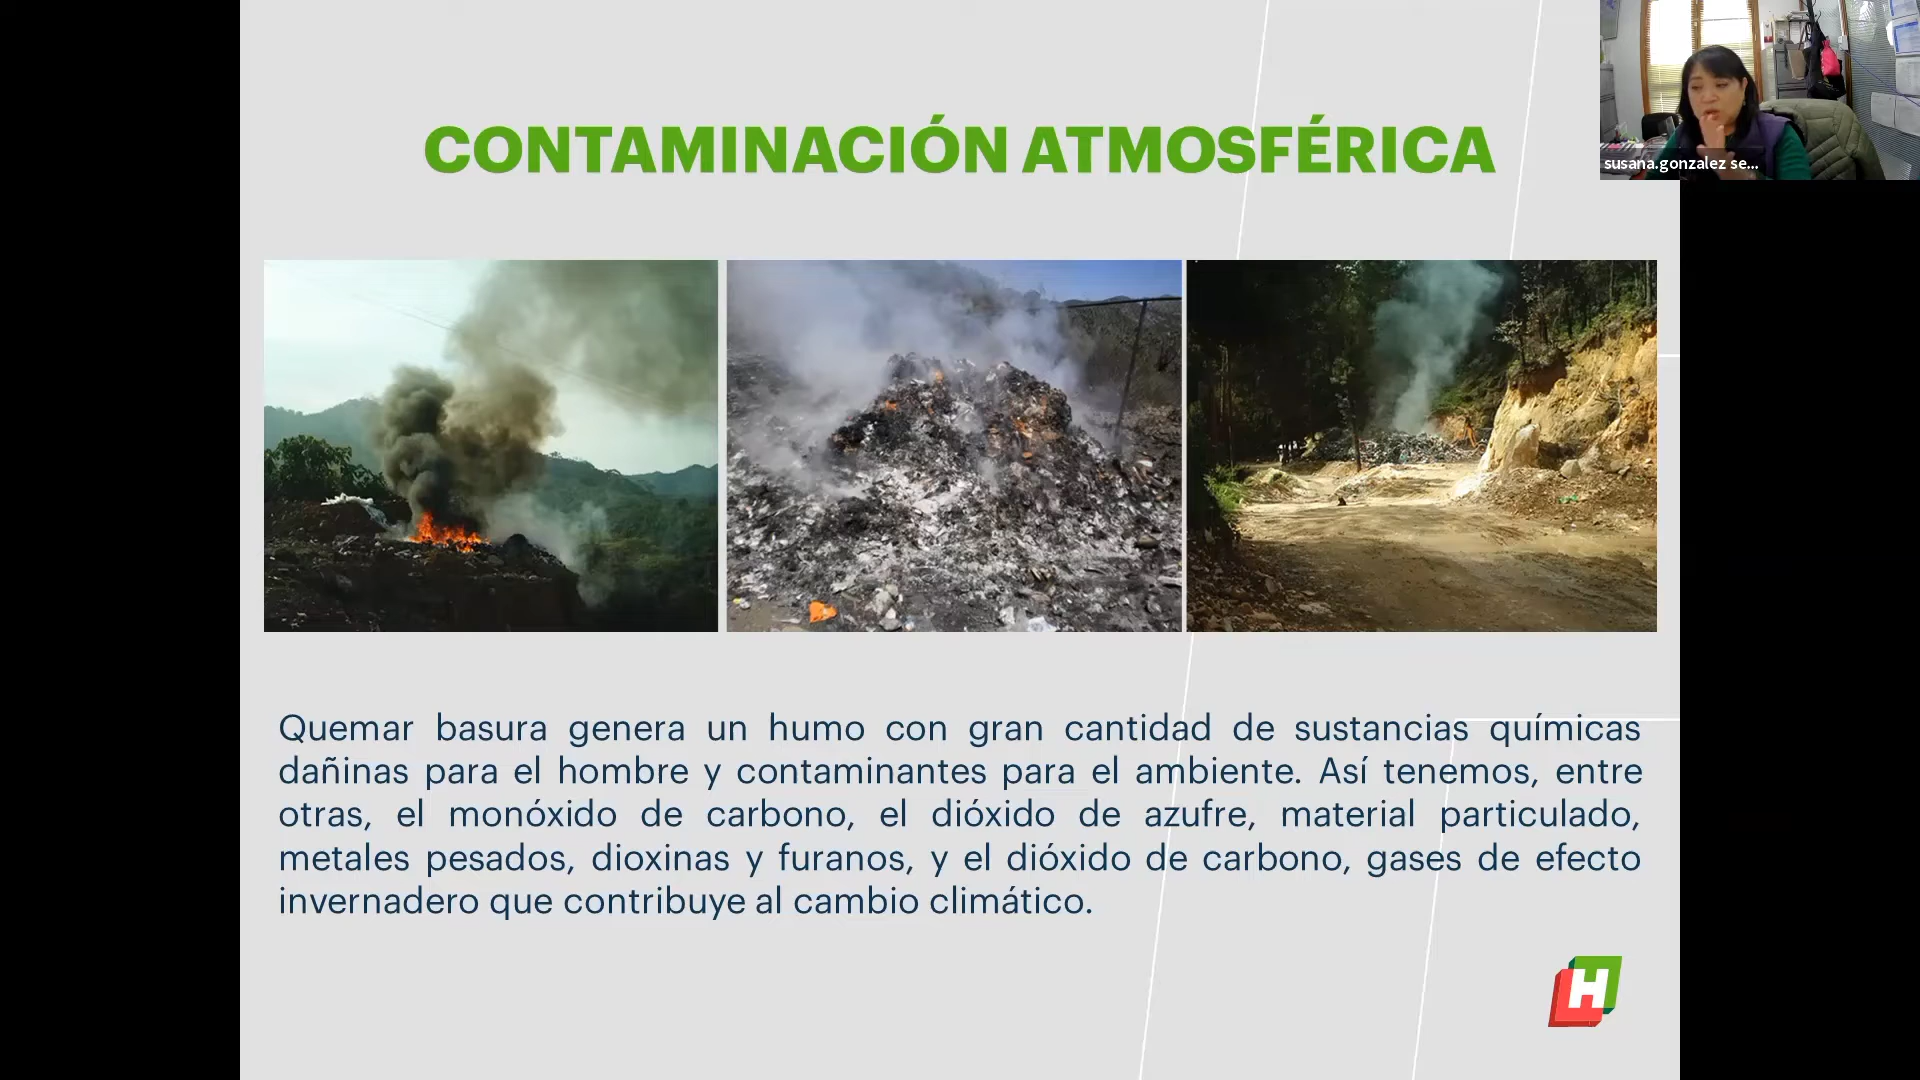 CONTAMINACIÓN ATMOSFÉRICA
susana.gonzalez se...
Quemar basura genera un humo con gran cantidad de sustancias químicas
dañinas para el hombre y contaminantes para el ambiente. Así tenemos, entre
otras, el monóxido de carbono, el dióxido de azufre, material particulado,
metales pesados, dioxinas y furanos, y el dióxido de carbono, gases de efecto
invernadero que contribuye al cambio climático.
H